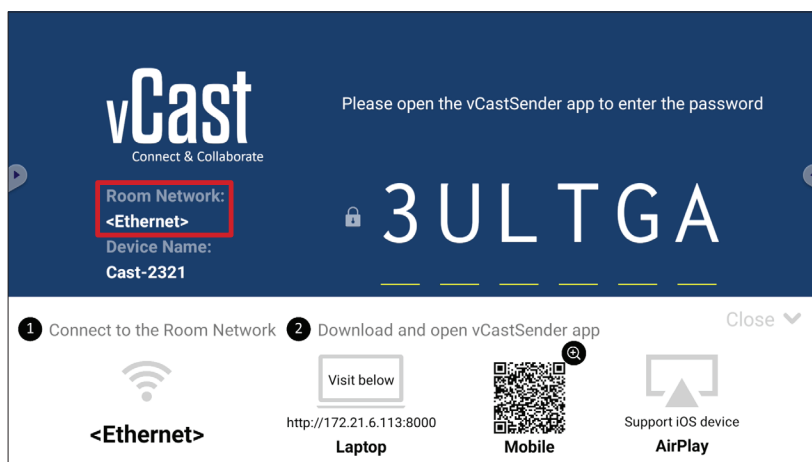 vCast
Connect & Collaborate
Please open the vCastSender app to enter the password
Room Network:
<Ethernet>
Device Name:
Cast-2321
3ULTGA
1 Connect to the Room Network
2 Download and open vCastSender app
Close
<Ethernet>
Visit below
http://172.21.6.113:8000
Laptop
Mobile
Support iOS device
AirPlay